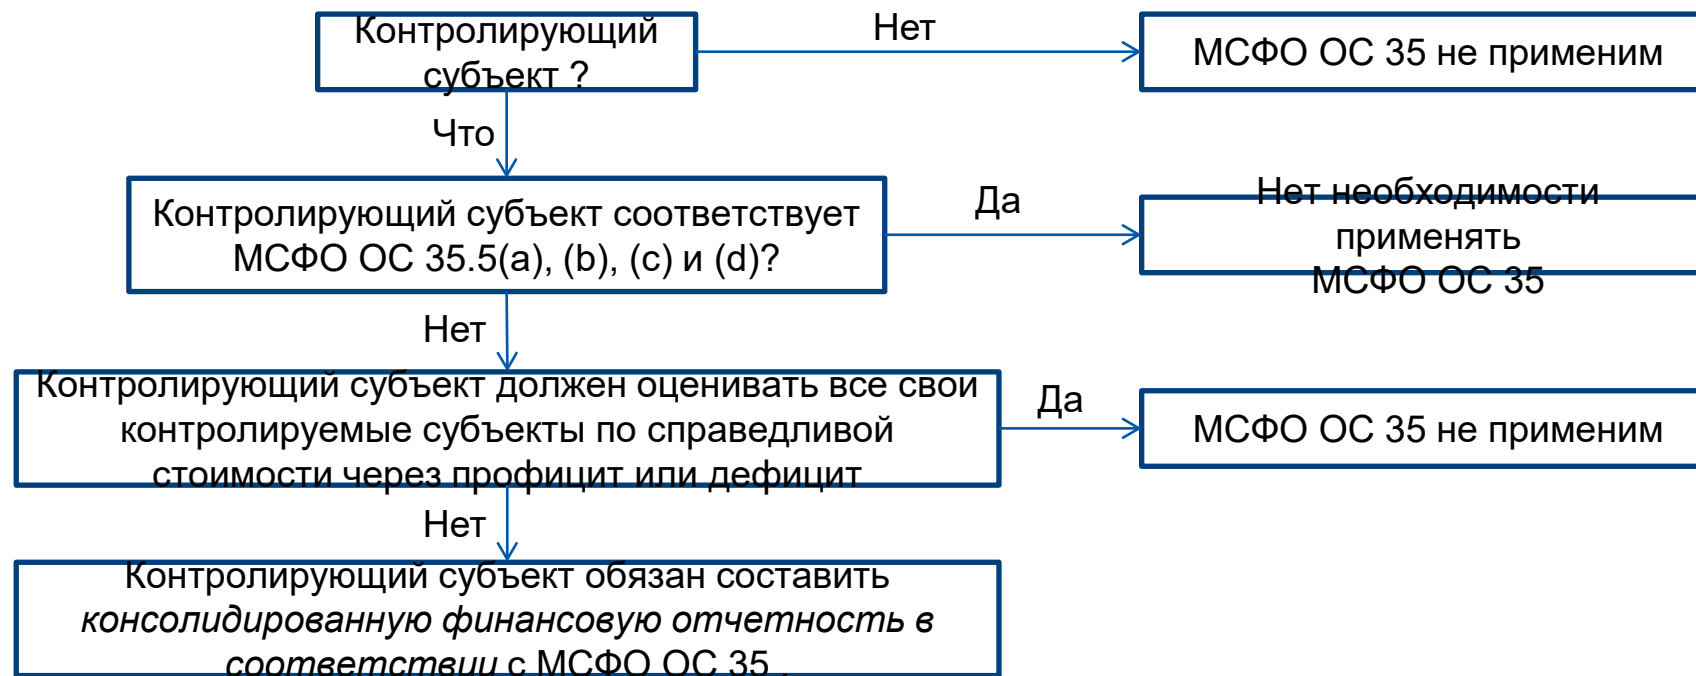 Контролирующий
субъект ?
Нет
МСФО ОС 35 не применим
Что
Контролирующий субъект соответствует
МСФО ОС 35.5(a), (b), (c) и (d)?
Да
Нет необходимости
применять
МСФО ОС 35
Нет
Контролирующий субъект должен оценивать все свои
контролируемые субъекты по справедливой
стоимости через профицит или дефицит
Да
МСФО ОС 35 не применим
Нет
Контролирующий субъект обязан составить
консолидированную финансовую отчетность в
соответствии с МСФО ОС 35 .